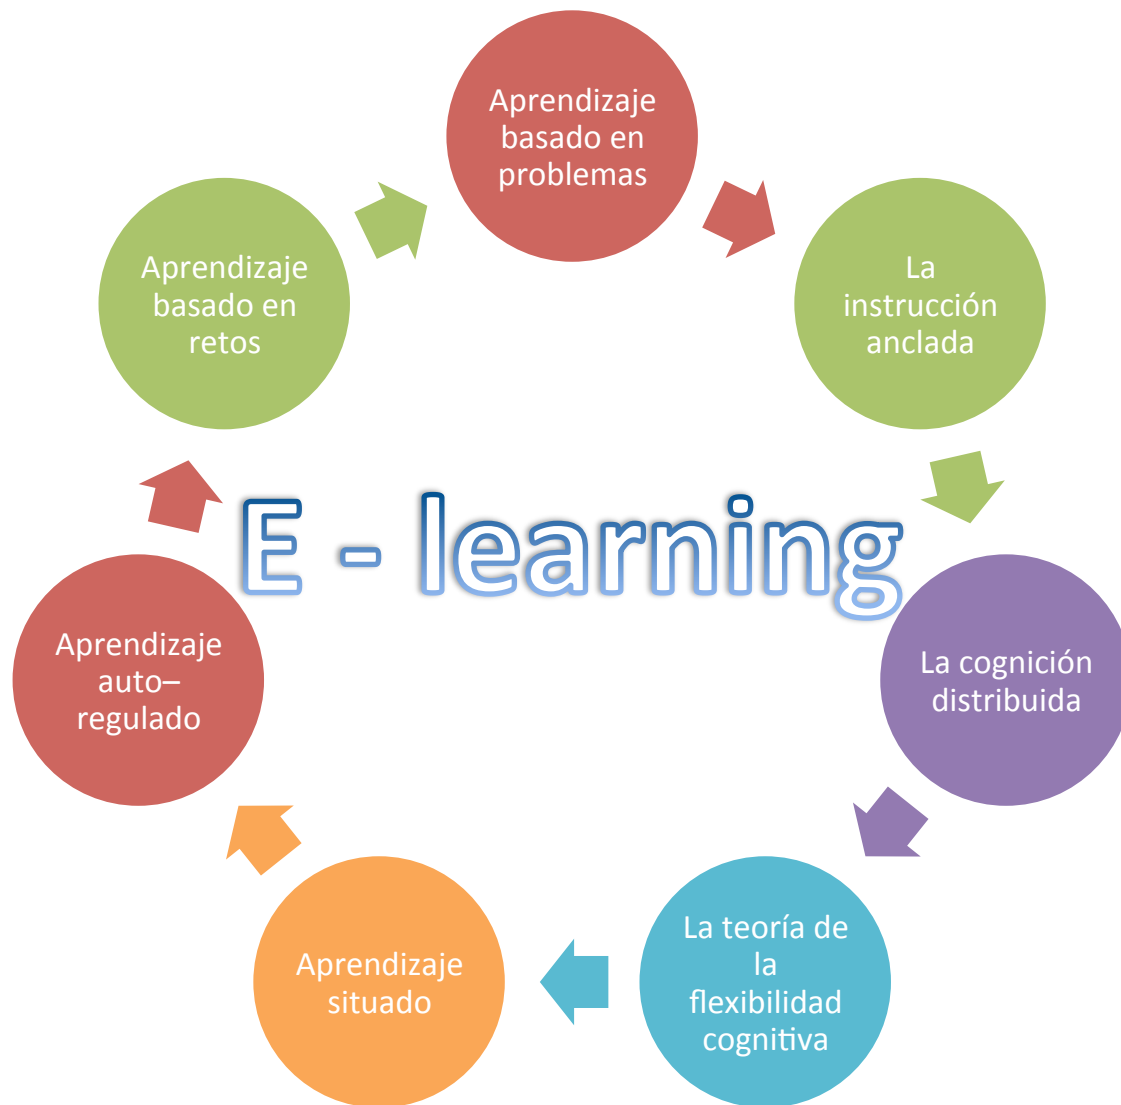 Aprendizaje
basado en
problemas
La
instrucción
anclada
La cognición
distribuida
La teoría de
la
flexibilidad
cognitiva
Aprendizaje
situado
Aprendizaje
auto–
regulado
Aprendizaje
basado en
retos
E - learning